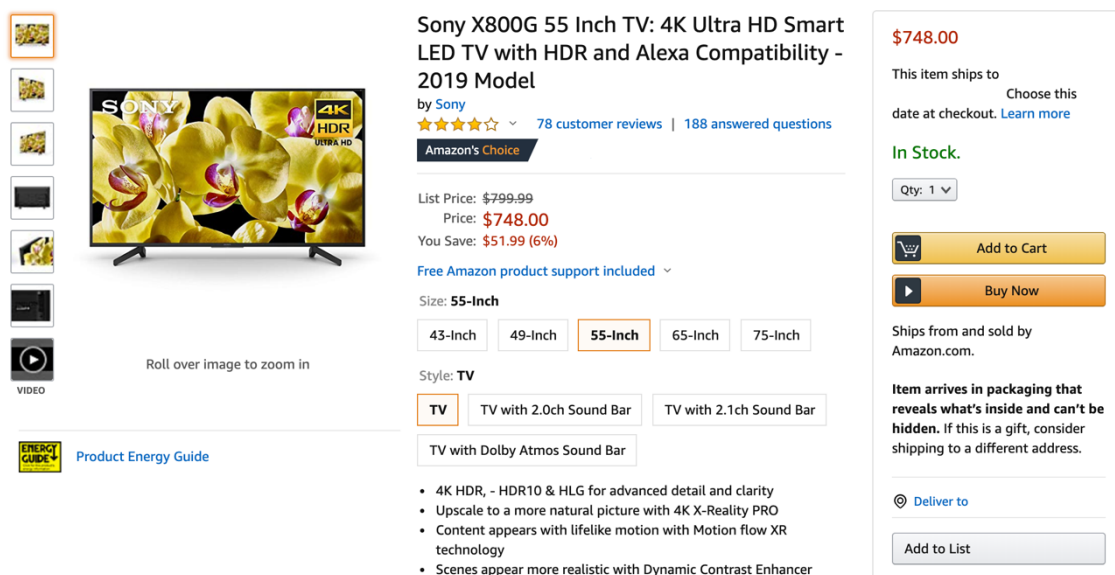 Sony X800G 55 Inch TV: 4K Ultra HD Smart
LED TV with HDR and Alexa Compatibility -
2019 Model
by Sony
78 customer reviews | 188 answered questions
Amazon's Choice
SONY
4K
HDR
ULTRA HD
List Price: $799.99
Price: $748.00
You Save: $51.99 (6%)
Free Amazon product support included
Size: 55-Inch
43-Inch
49-Inch
55-Inch
65-Inch
75-Inch
Style: TV
TV
TV with 2.0ch Sound Bar
TV with 2.1ch Sound Bar
TV with Dolby Atmos Sound Bar
• 4K HDR, - HDR10 & HLG for advanced detail and clarity
• Upscale to a more natural picture with 4K X-Reality PRO
• Content appears with lifelike motion with Motion flow XR
technology
• Scenes appear more realistic with Dynamic Contrast Enhancer
Roll over image to zoom in
VIDEO
ENERGY
GUIDE
Product Energy Guide
$748.00
This item ships to
Choose this
date at checkout. Learn more
In Stock.
Qty: 1
Add to Cart
Buy Now
Ships from and sold by
Amazon.com.
Item arrives in packaging that
reveals what's inside and can't be
hidden. If this is a gift, consider
shipping to a different address.
Deliver to
Add to List